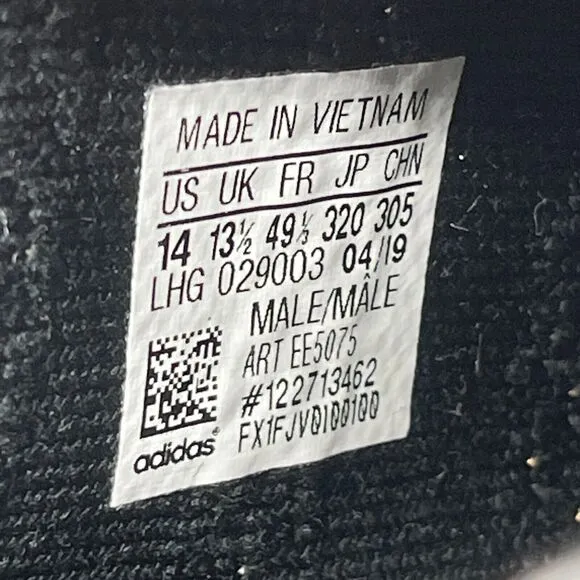 MADE IN VIETNAM
US UK FR JP CHN
14 13½ 49⅓ 320 305
LHG 029003 04/19
MALE/MÂLE
ART EE5075
#122713462
FX1FJV0I00100
adidas®